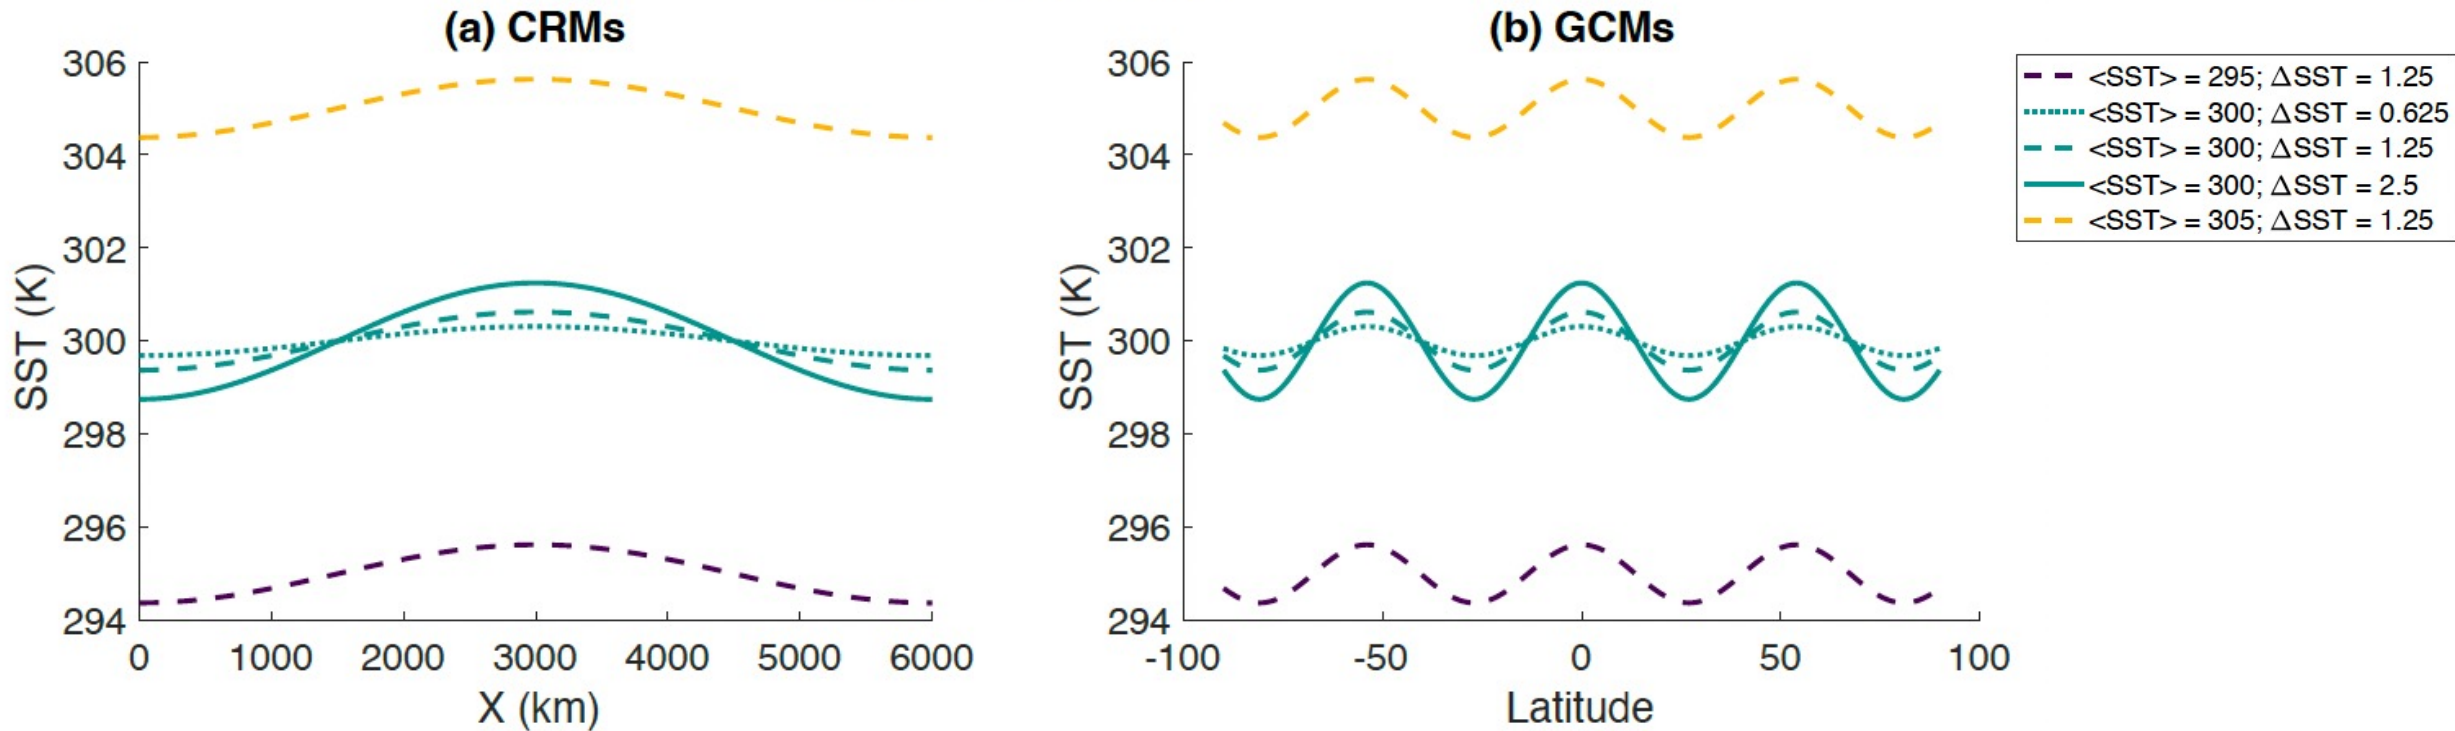 (a) CRMs
306
304
302
300
298
296
294
SST (K)
0 1000 2000 3000 4000 5000 6000
X (km)
(b) GCMs
306
304
302
300
298
296
294
SST (K)
-100 -50 0 50 100
Latitude
<SST> = 295; ΔSST = 1.25
<SST> = 300; ΔSST = 0.625
<SST> = 300; ΔSST = 1.25
<SST> = 300; ΔSST = 2.5
<SST> = 305; ΔSST = 1.25